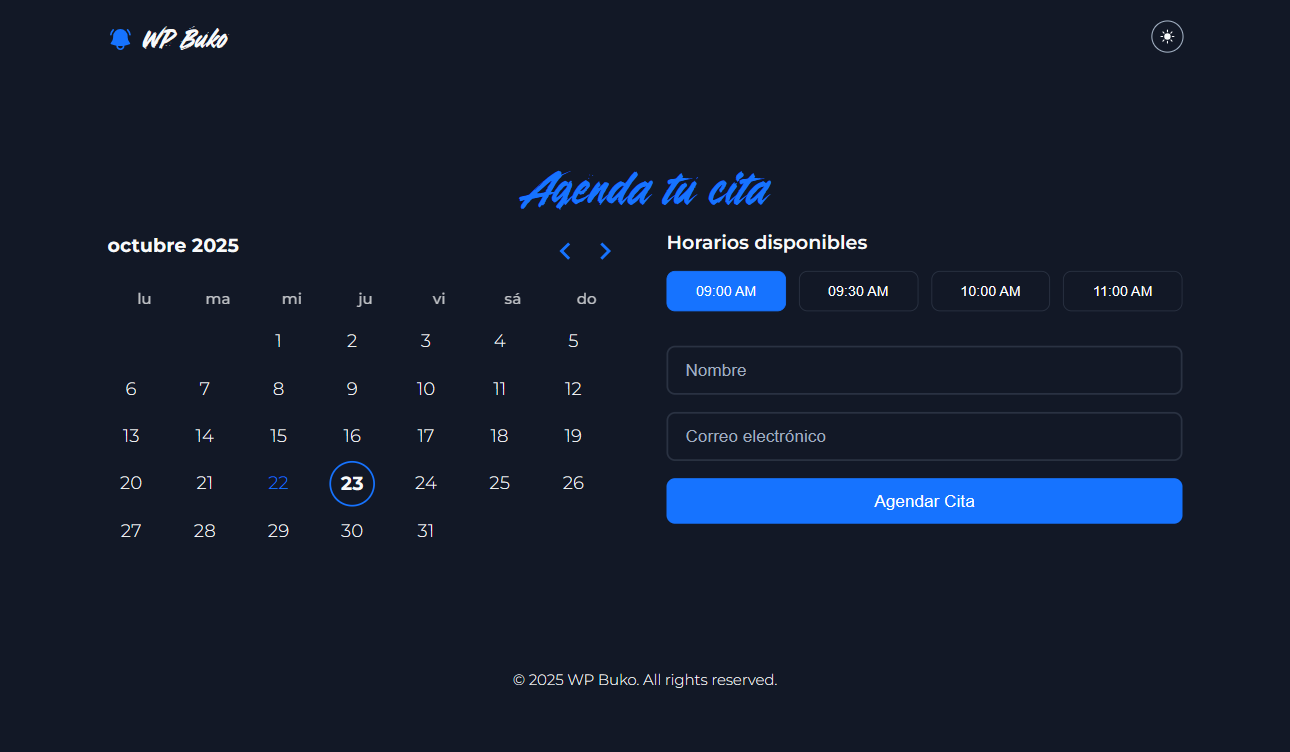 WP Buko
Agenda tu cita
octubre 2025
lu ma mi ju vi sá do
1 2 3 4 5
6 7 8 9 10 11 12
13 14 15 16 17 18 19
20 21 22 23 24 25 26
27 28 29 30 31
Horarios disponibles
09:00 AM 09:30 AM 10:00 AM 11:00 AM
Nombre
Correo electrónico
Agendar Cita
© 2025 WP Buko. All rights reserved.